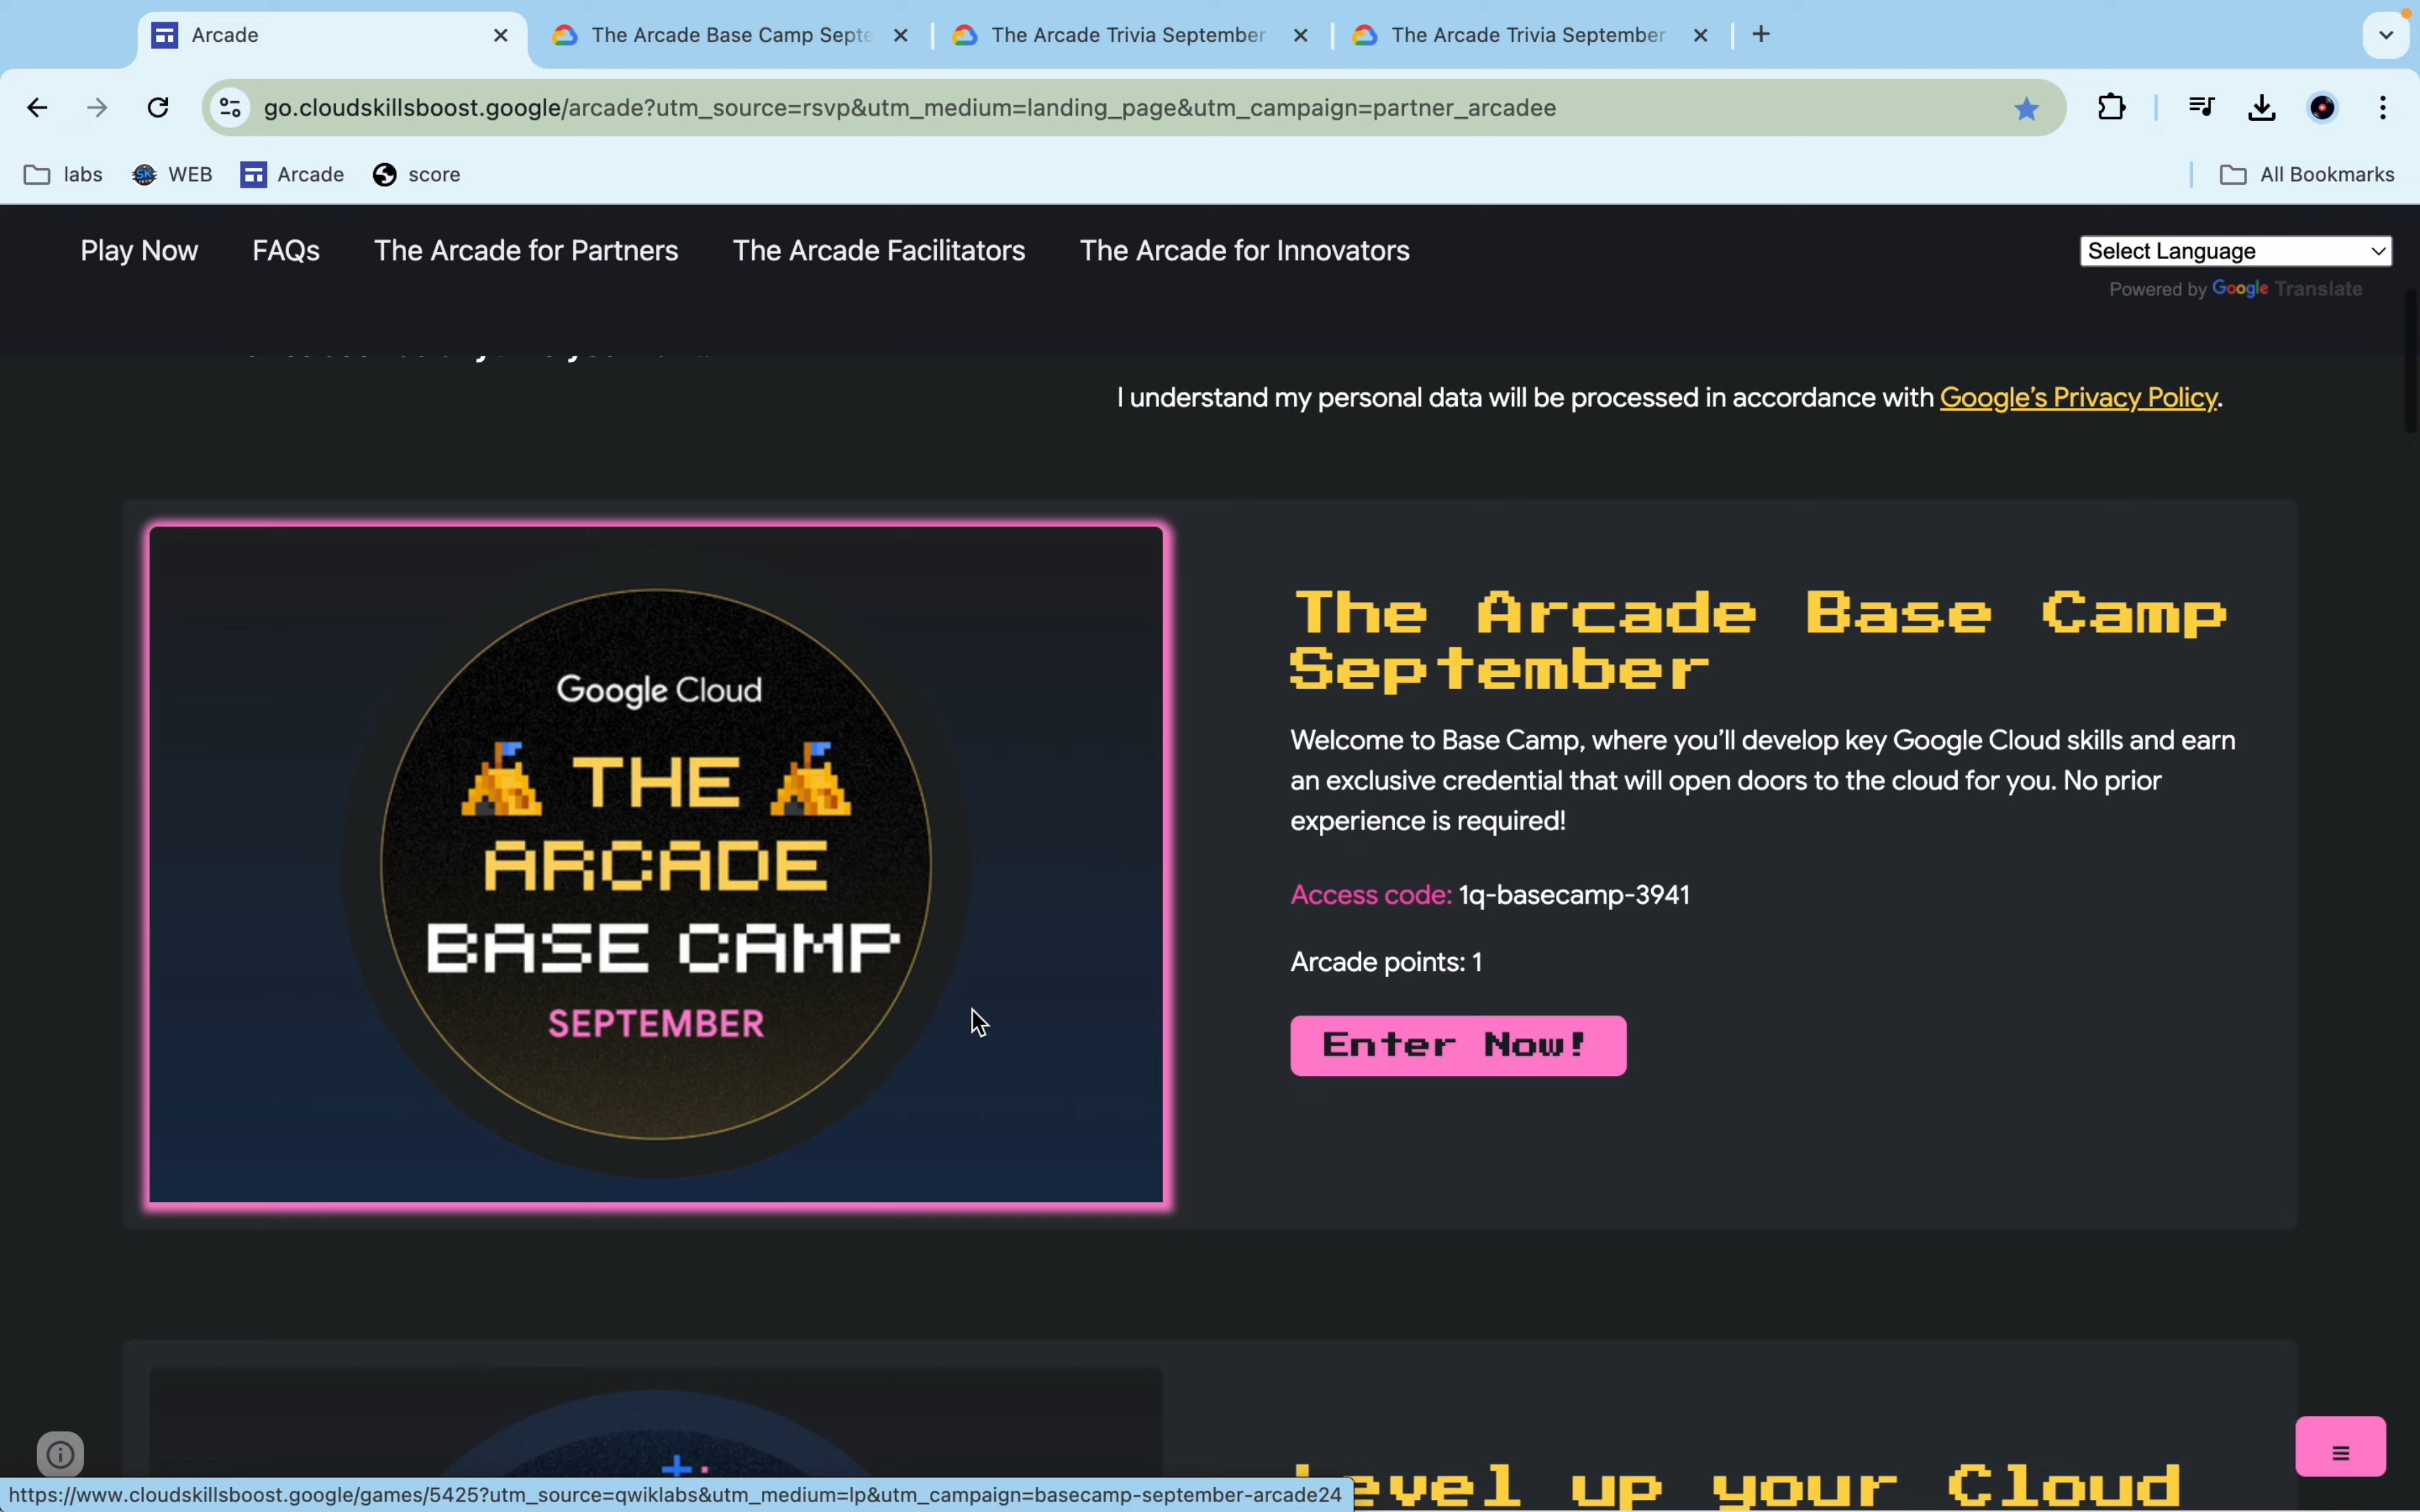 Arcade
The Arcade Base Camp Septe
The Arcade Trivia September
The Arcade Trivia September
go.cloudskillsboost.google/arcade?utm_source=rsvp&utm_medium=landing_page&utm_campaign=partner_arcadee
labs
WEB
Arcade
score
All Bookmarks
Play Now
FAQs
The Arcade for Partners
The Arcade Facilitators
The Arcade for Innovators
Select Language
Powered by Google Translate
I understand my personal data will be processed in accordance with Google’s Privacy Policy.
Google Cloud
THE
ARCADE
BASE CAMP
SEPTEMBER
The Arcade Base Camp
September
Welcome to Base Camp, where you’ll develop key Google Cloud skills and earn
an exclusive credential that will open doors to the cloud for you. No prior
experience is required!
Access code: 1q-basecamp-3941
Arcade points: 1
Enter Now!
Level up your Cloud
https://www.cloudskillsboost.google/games/5425?utm_source=qwiklabs&utm_medium=lp&utm_campaign=basecamp-september-arcade24